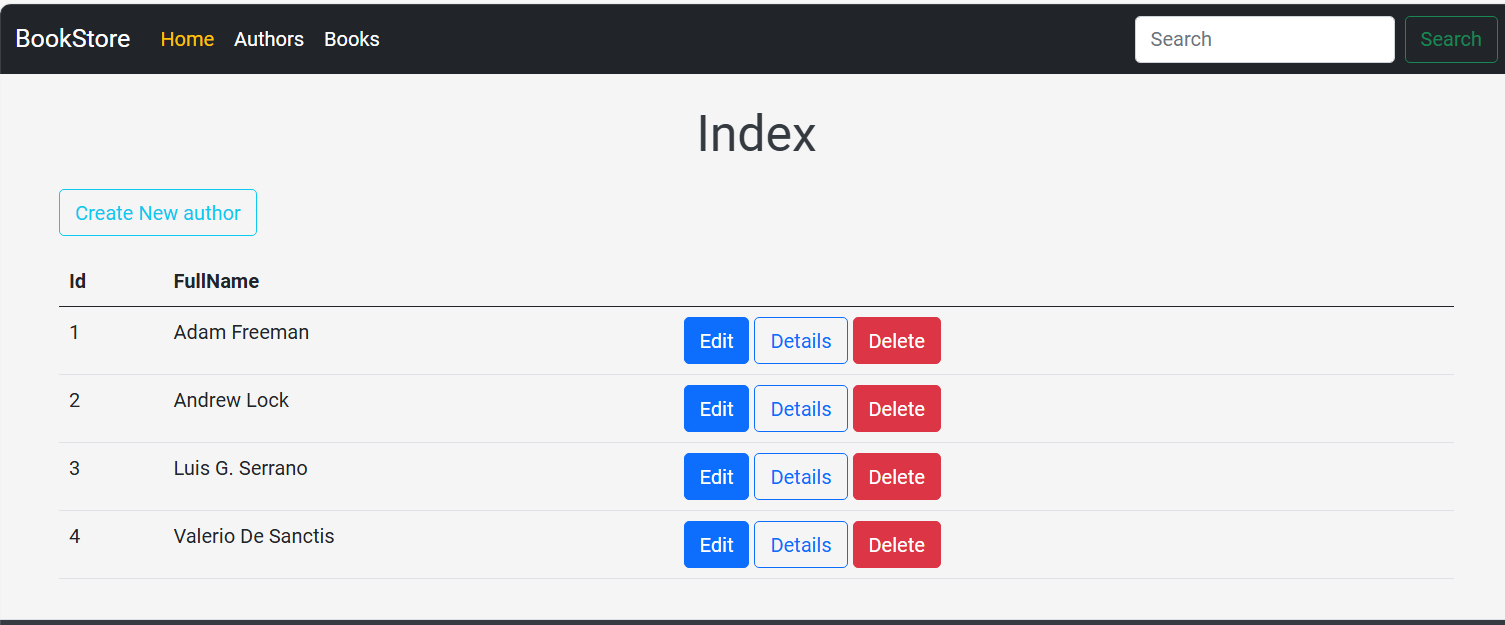 BookStore Home Authors Books Search Search
Index
Create New author
Id FullName
1 Adam Freeman Edit Details Delete
2 Andrew Lock Edit Details Delete
3 Luis G. Serrano Edit Details Delete
4 Valerio De Sanctis Edit Details Delete